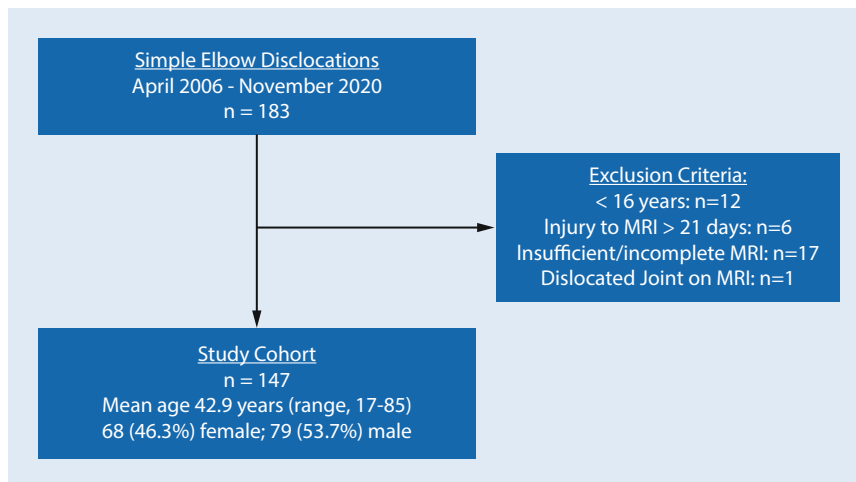 Simple Elbow Disclocations
April 2006 - November 2020
n = 183
Exclusion Criteria:
< 16 years: n=12
Injury to MRI > 21 days: n=6
Insufficient/incomplete MRI: n=17
Dislocated Joint on MRI: n=1
Study Cohort
n = 147
Mean age 42.9 years (range, 17-85)
68 (46.3%) female; 79 (53.7%) male